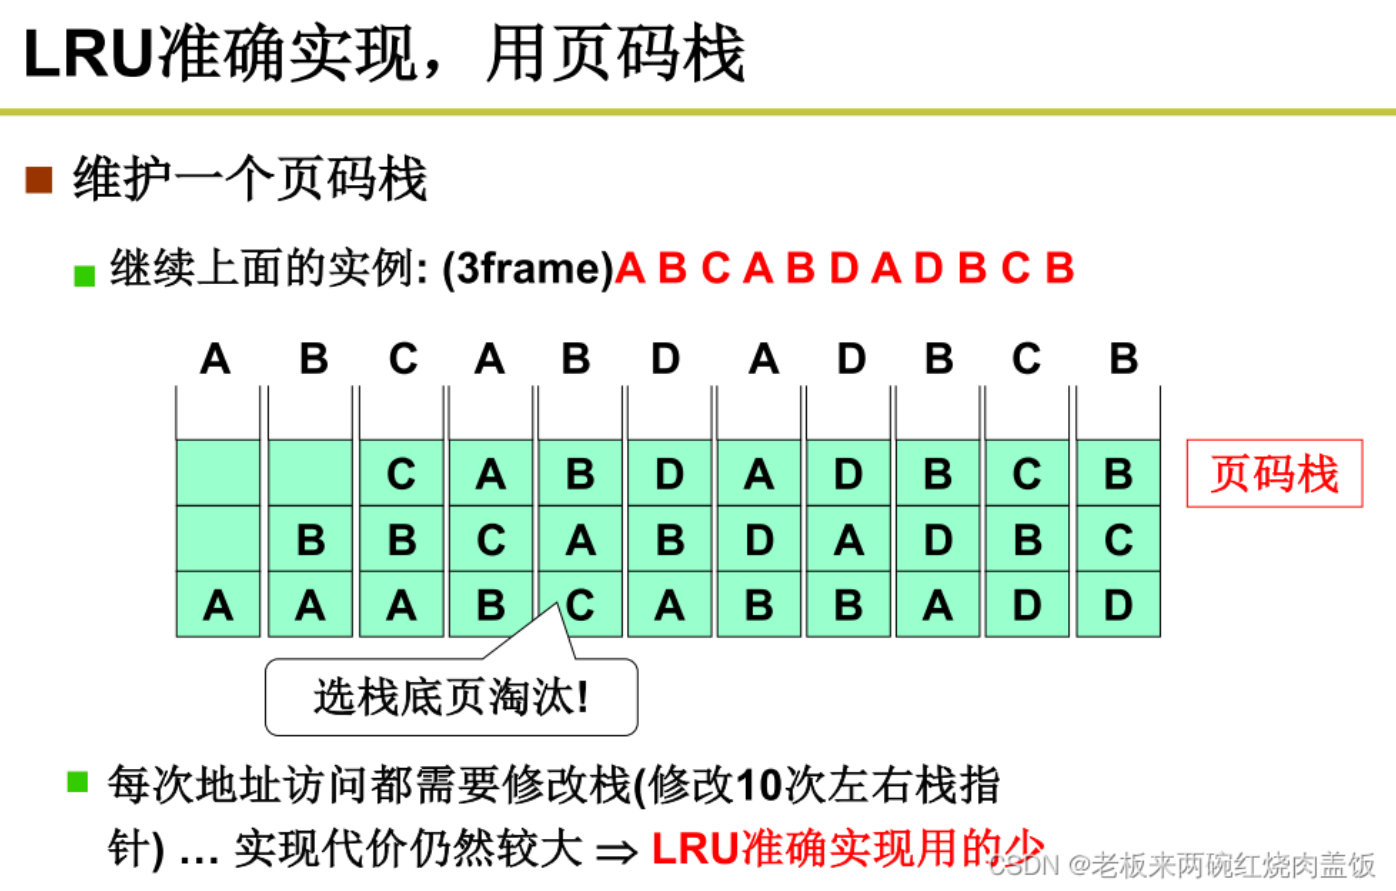 LRU准确实现，用页码栈
维护一个页码栈
继续上面的实例: (3frame)A B C A B D A D B C B
A B C A B D A D B C B
C A B D A D B C B
页码栈
B B C A B D A D B C
A A A B C A B B A D D
选栈底页淘汰!
每次地址访问都需要修改栈(修改10次左右栈指
针) ... 实现代价仍然较大 ⇒ LRU准确实现用的少
CSDN @老板来两碗红烧肉盖饭